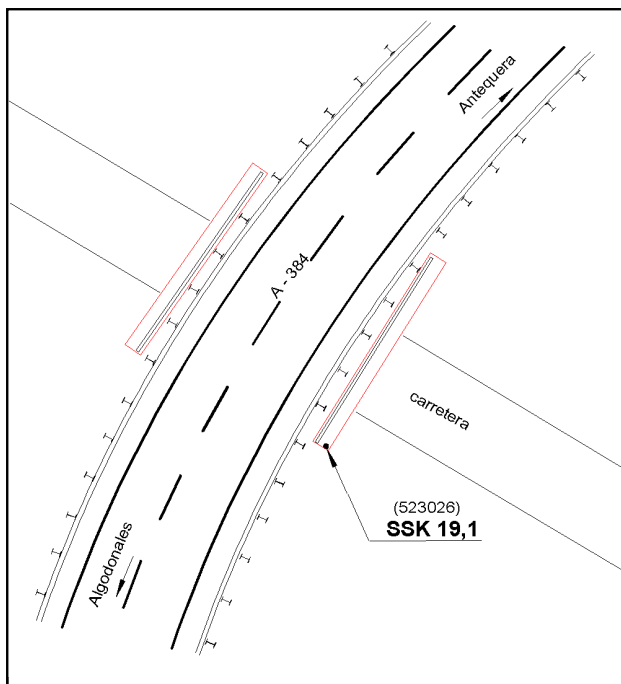 Antequera
A - 384
carretera
(523026)
SSK 19,1
Algodonales